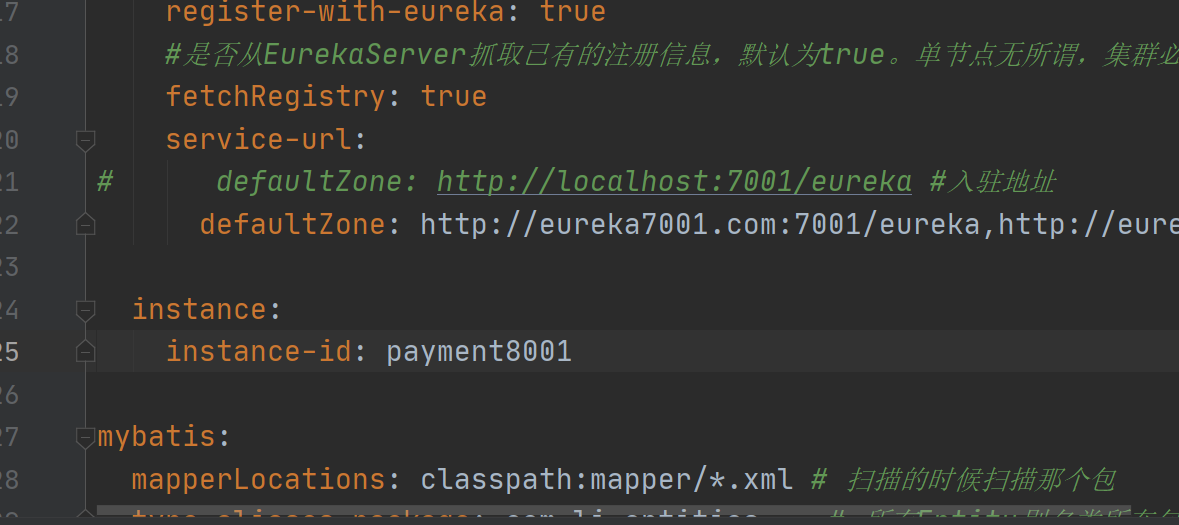 17 register-with-eureka: true
18 #是否从EurekaServer抓取已有的注册信息，默认为true。单节点无所谓，集群必
19 fetchRegistry: true
20 service-url:
21 # defaultZone: http://localhost:7001/eureka #入驻地址
22 defaultZone: http://eureka7001.com:7001/eureka,http://eure
23
24 instance:
25 instance-id: payment8001
26
27 mybatis:
28 mapperLocations: classpath:mapper/*.xml # 扫描的时候扫描那个包